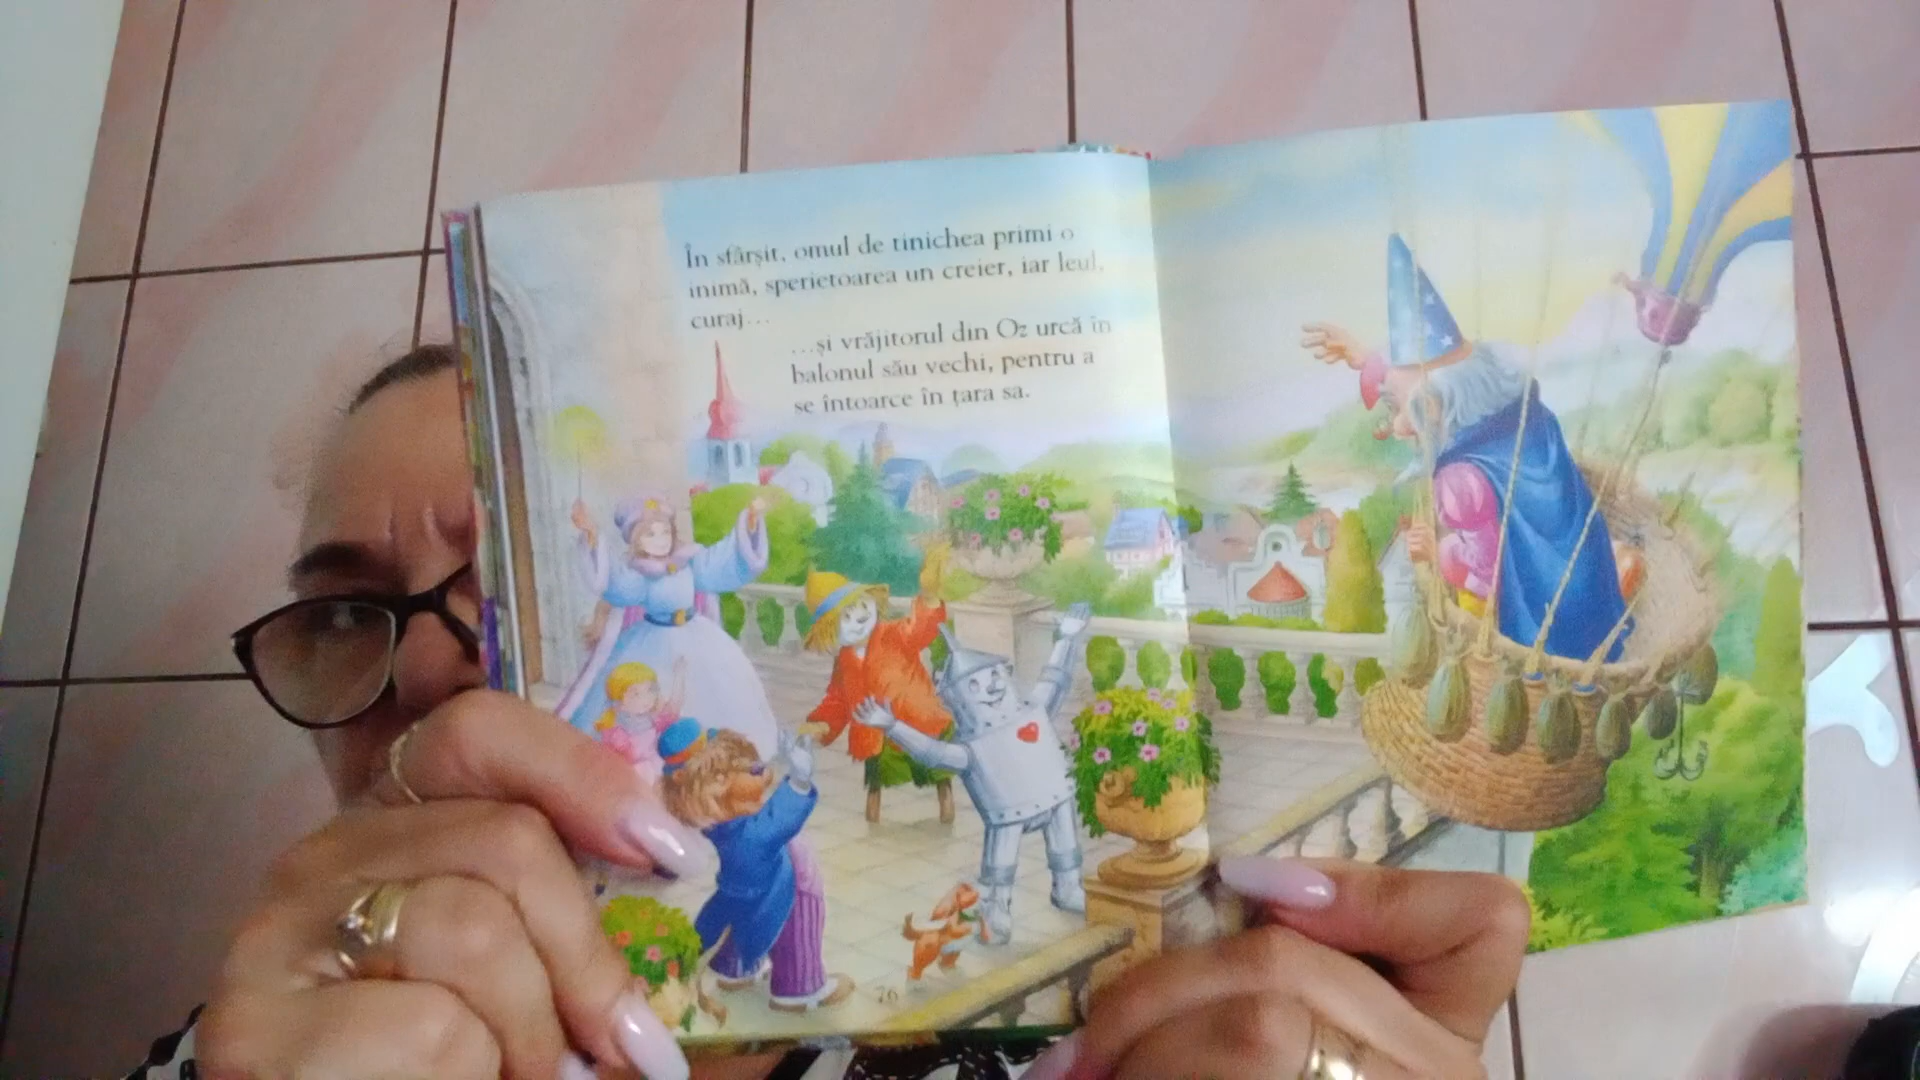 În sfârșit, omul de tinichea primi o
inimă, sperietoarea un creier, iar leul,
curaj...
...și vrăjitorul din Oz urcă în
balonul său vechi, pentru a
se întoarce în țara sa.
76